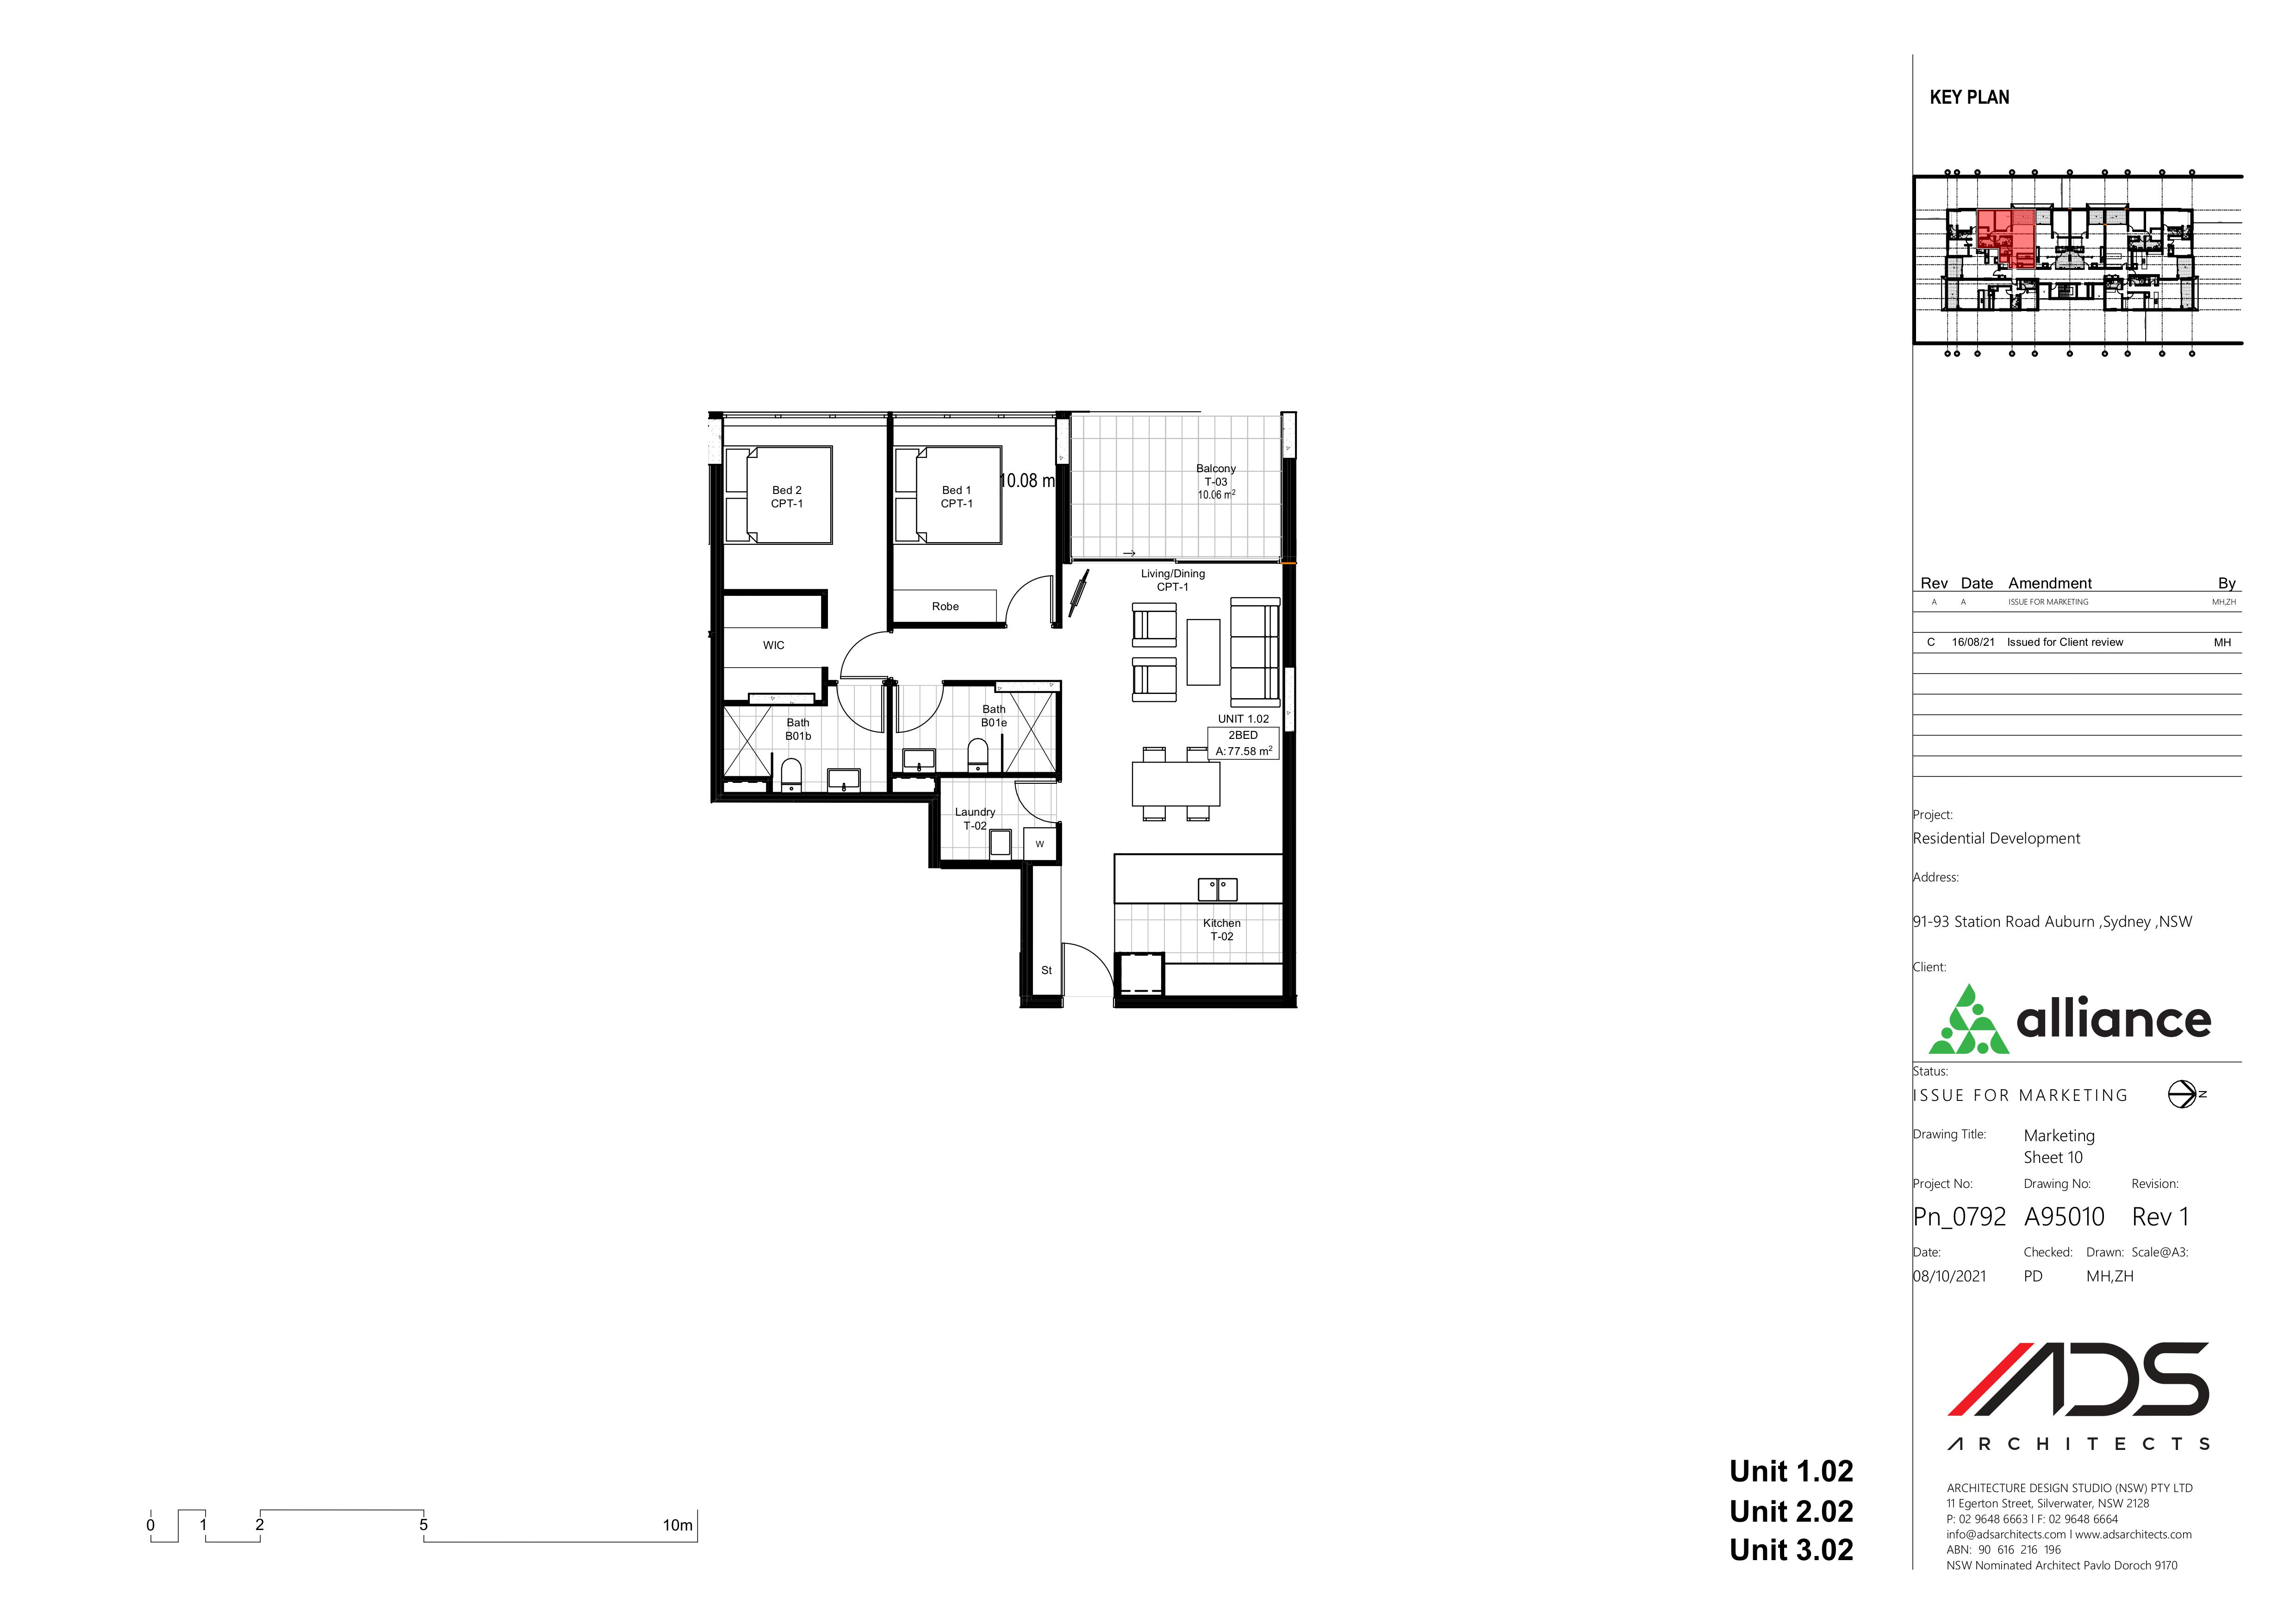 KEY PLAN
Bed 2
CPT-1
Bed 1
CPT-1
10.08 m
Balcony
T-03
10.06 m²
Living/Dining
CPT-1
Robe
WIC
Bath
B01b
Bath
B01e
UNIT 1.02
2BED
A: 77.58 m²
Laundry
T-02
W
Kitchen
T-02
St
Rev Date Amendment By
A A ISSUE FOR MARKETING MH,ZH
C 16/08/21 Issued for Client review MH
Project:
Residential Development
Address:
91-93 Station Road Auburn ,Sydney ,NSW
Client:
alliance
Status:
ISSUE FOR MARKETING
N
Drawing Title: Marketing
Sheet 10
Project No: Drawing No: Revision:
Pn_0792 A95010 Rev 1
Date: Checked: Drawn: Scale@A3:
08/10/2021 PD MH,ZH
ADS
ARCHITECTS
ARCHITECTURE DESIGN STUDIO (NSW) PTY LTD
11 Egerton Street, Silverwater, NSW 2128
P: 02 9648 6663 l F: 02 9648 6664
info@adsarchitects.com l www.adsarchitects.com
ABN: 90 616 216 196
NSW Nominated Architect Pavlo Doroch 9170
Unit 1.02
Unit 2.02
Unit 3.02
0 1 2 5 10m